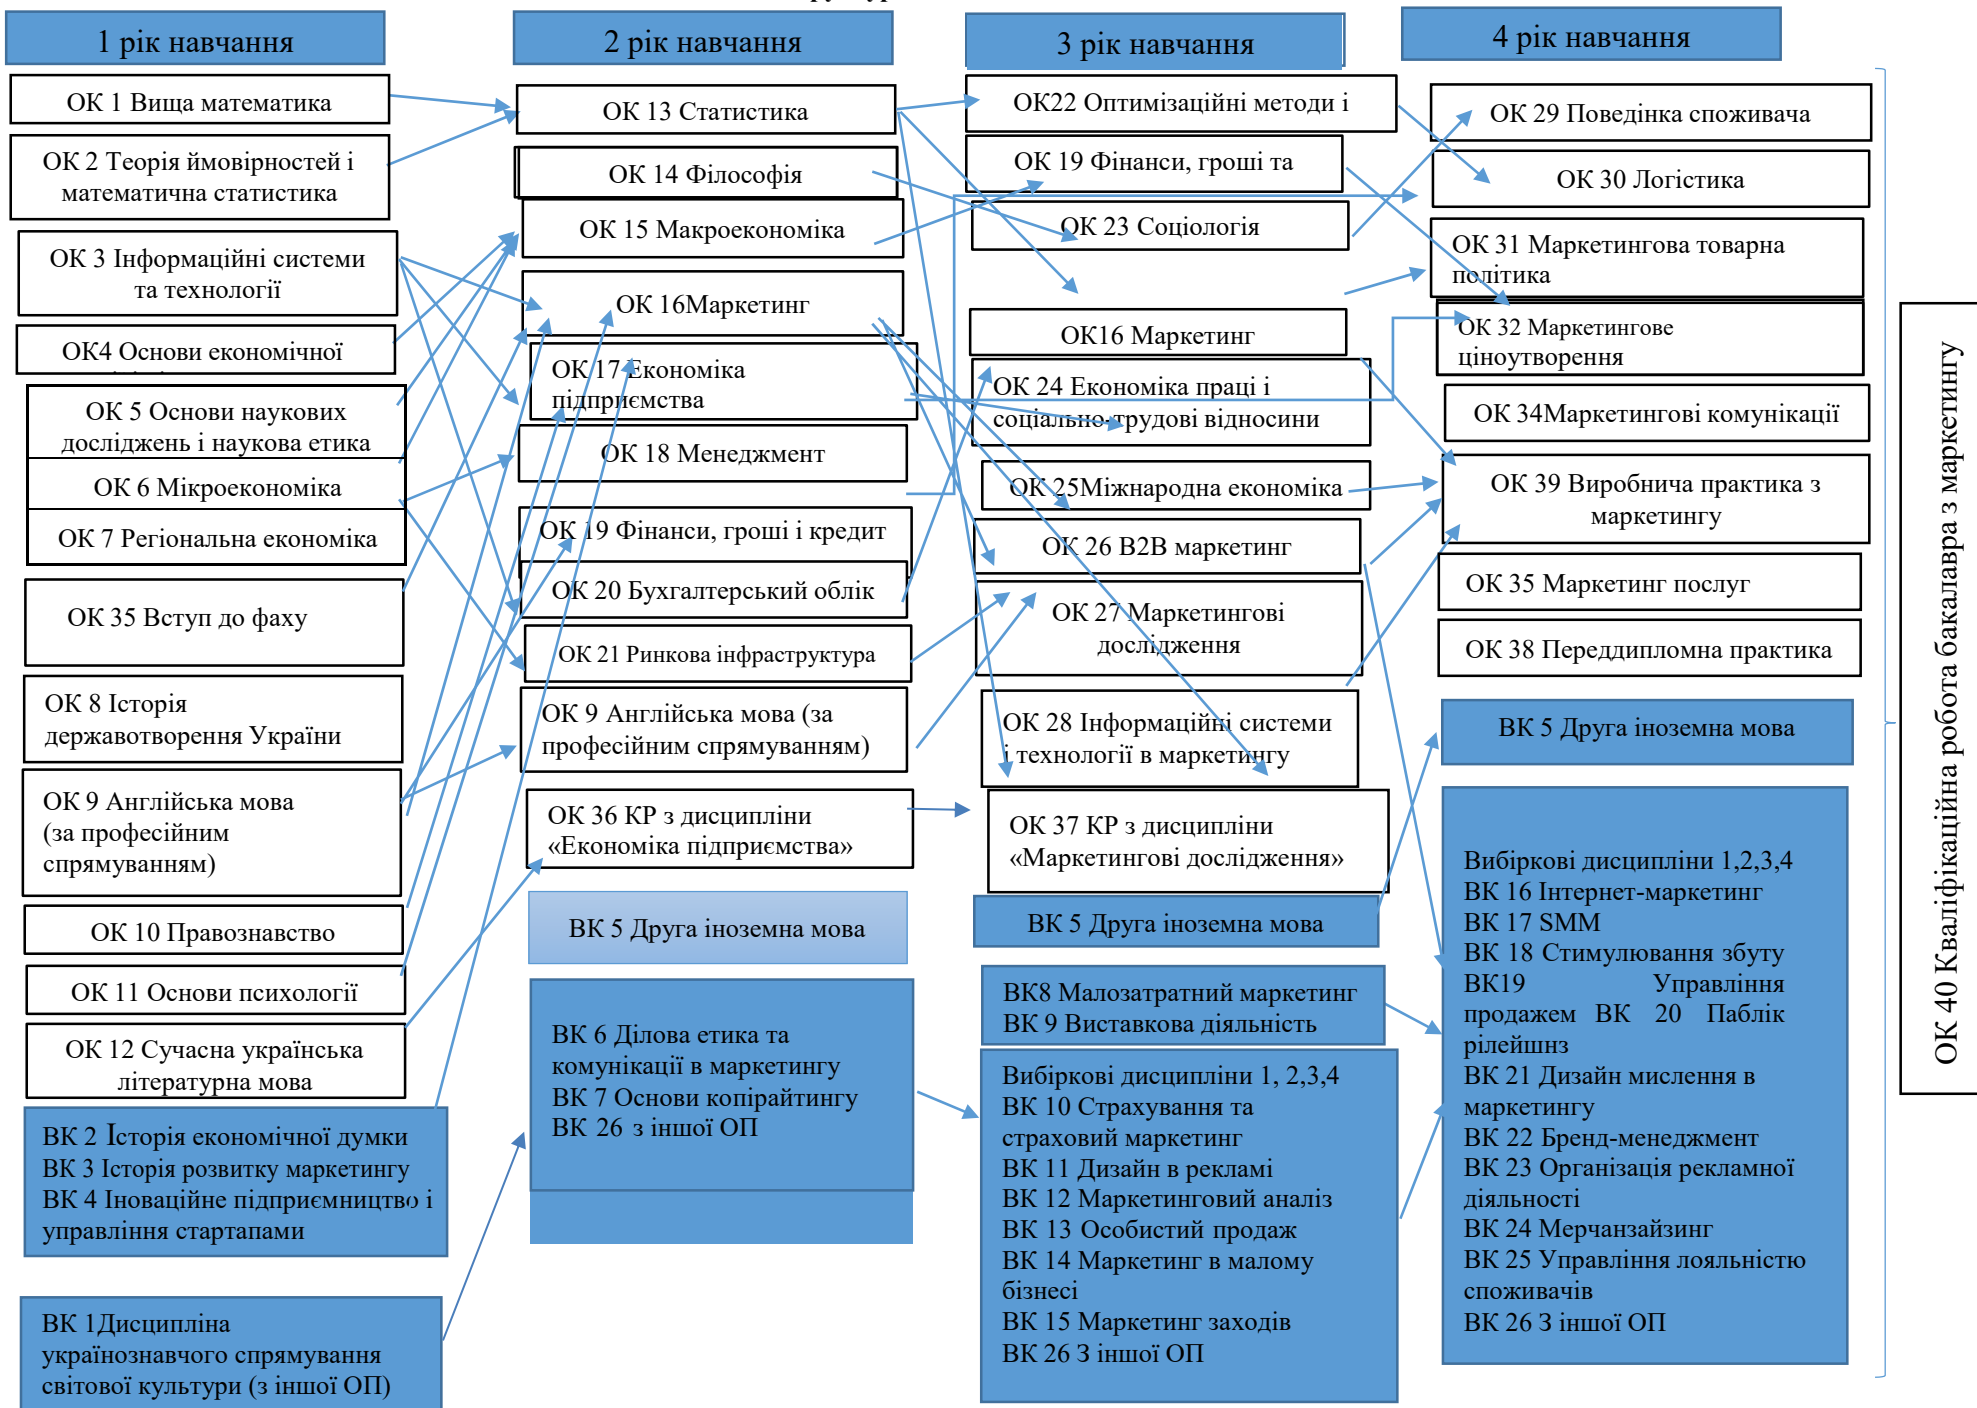 1 рік навчання
ОК 1 Вища математика
ОК 2 Теорія ймовірностей і
математична статистика
ОК 3 Інформаційні системи
та технології
ОК4 Основи економічної
ОК 5 Основи наукових
досліджень і наукова етика
ОК 6 Мікроекономіка
ОК 7 Регіональна економіка
ОК 35 Вступ до фаху
ОК 8 Історія
державотворення України
ОК 9 Англійська мова
(за професійним
спрямуванням)
ОК 10 Правознавство
ОК 11 Основи психології
ОК 12 Сучасна українська
літературна мова
ВК 2 Історія економічної думки
ВК 3 Історія розвитку маркетингу
ВК 4 Іноваційне підприємництво і
управління стартапами
ВК 1Дисципліна
українознавчого спрямування
світової культури (з іншої ОП)
2 рік навчання
ОК 13 Статистика
ОК 14 Філософія
ОК 15 Макроекономіка
ОК 16Маркетинг
ОК 17 Економіка
підприємства
ОК 18 Менеджмент
ОК 19 Фінанси, гроші і кредит
ОК 20 Бухгалтерський облік
ОК 21 Ринкова інфраструктура
ОК 9 Англійська мова (за
професійним спрямуванням)
ОК 36 КР з дисципліни
«Економіка підприємства»
ВК 5 Друга іноземна мова
ВК 6 Ділова етика та
комунікації в маркетингу
ВК 7 Основи копірайтингу
ВК 26 з іншої ОП
3 рік навчання
ОК22 Оптимізаційні методи і
ОК 19 Фінанси, гроші та
ОК 23 Соціологія
ОК16 Маркетинг
ОК 24 Економіка праці і
соціально-трудові відносини
ОК 25Міжнародна економіка
ОК 26 В2В маркетинг
ОК 27 Маркетингові
дослідження
ОК 28 Інформаційні системи
і технології в маркетингу
ОК 37 КР з дисципліни
«Маркетингові дослідження»
ВК 5 Друга іноземна мова
ВК8 Малозатратний маркетинг
ВК 9 Виставкова діяльність
Вибіркові дисципліни 1, 2,3,4
ВК 10 Страхування та
страховий маркетинг
ВК 11 Дизайн в рекламі
ВК 12 Маркетинговий аналіз
ВК 13 Особистий продаж
ВК 14 Маркетинг в малому
бізнесі
ВК 15 Маркетинг заходів
ВК 26 З іншої ОП
4 рік навчання
ОК 29 Поведінка споживача
ОК 30 Логістика
ОК 31 Маркетингова товарна
політика
ОК 32 Маркетингове
ціноутворення
ОК 34Маркетингові комунікації
ОК 39 Виробнича практика з
маркетингу
ОК 35 Маркетинг послуг
ОК 38 Переддипломна практика
ВК 5 Друга іноземна мова
Вибіркові дисципліни 1,2,3,4
ВК 16 Інтернет-маркетинг
ВК 17 SMM
ВК 18 Стимулювання збуту
ВК19 Управління
продажем ВК 20 Паблік
рілейшнз
ВК 21 Дизайн мислення в
маркетингу
ВК 22 Бренд-менеджмент
ВК 23 Організація рекламної
діяльності
ВК 24 Мерчанзайзинг
ВК 25 Управління лояльністю
споживачів
ВК 26 З іншої ОП
ОК 40 Кваліфікаційна робота бакалавра з маркетингу